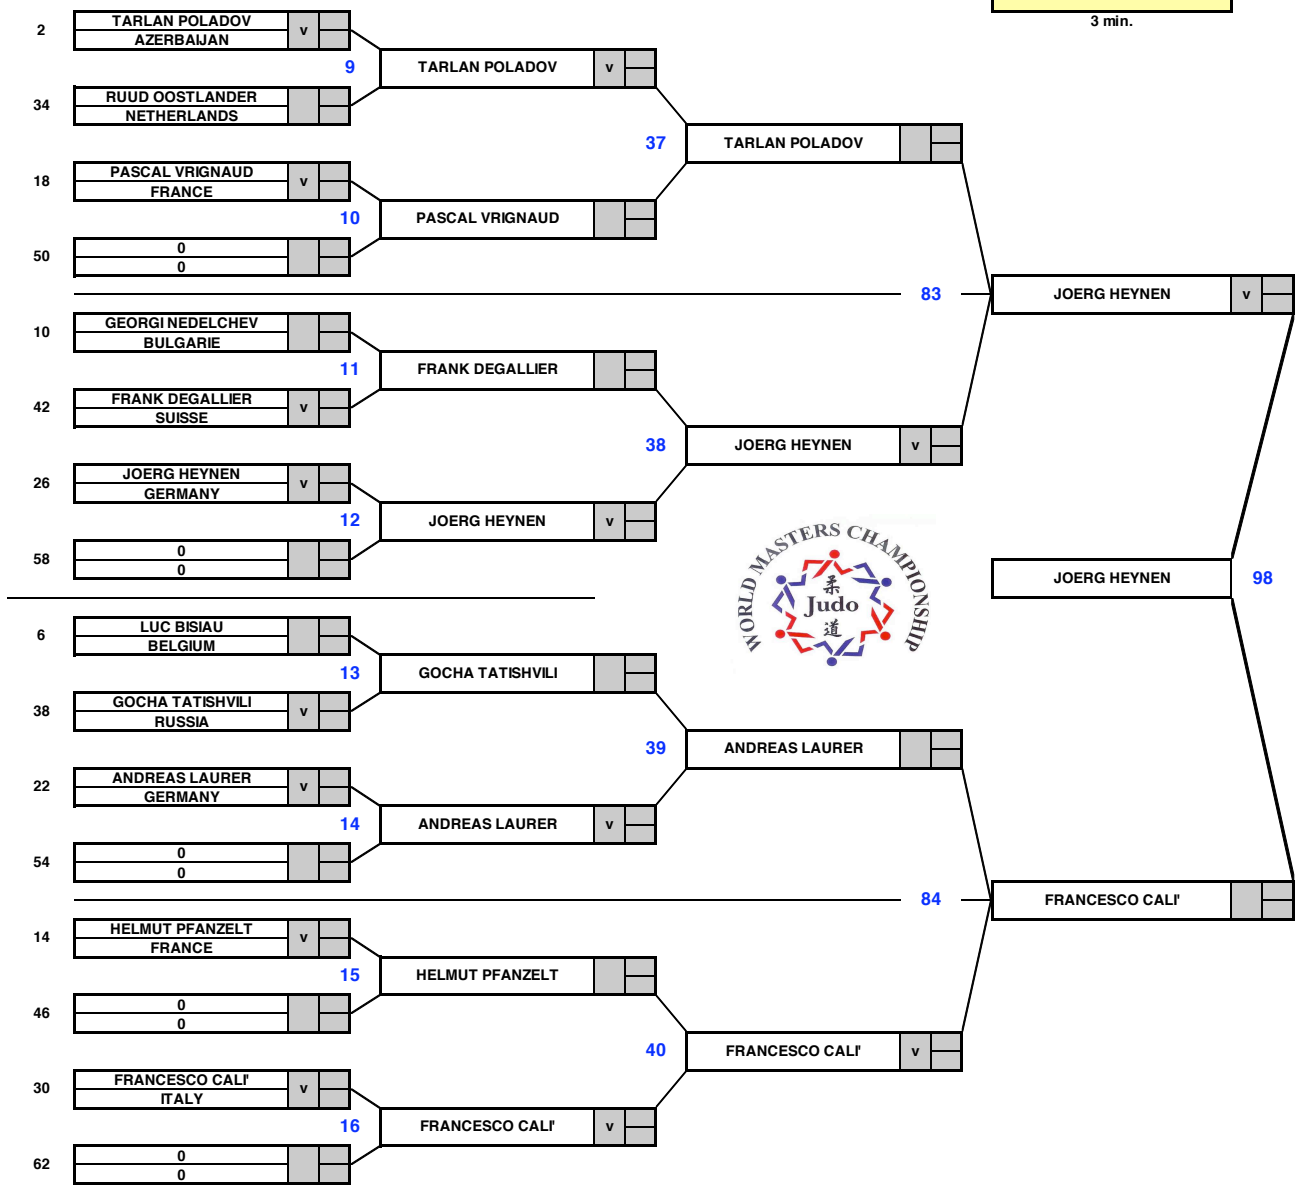 3 min.
2
TARLAN POLADOV
AZERBAIJAN
v
9
TARLAN POLADOV
v
34
RUUD OOSTLANDER
NETHERLANDS
37
TARLAN POLADOV
18
PASCAL VRIGNAUD
FRANCE
v
10
PASCAL VRIGNAUD
50
0
0
83
JOERG HEYNEN
v
10
GEORGI NEDELCHEV
BULGARIE
11
FRANK DEGALLIER
42
FRANK DEGALLIER
SUISSE
v
38
JOERG HEYNEN
v
26
JOERG HEYNEN
GERMANY
v
12
JOERG HEYNEN
v
58
0
0
WORLD MASTERS CHAMPIONSHIP
柔
Judo
道
JOERG HEYNEN
98
6
LUC BISIAU
BELGIUM
13
GOCHA TATISHVILI
38
GOCHA TATISHVILI
RUSSIA
v
39
ANDREAS LAURER
22
ANDREAS LAURER
GERMANY
v
14
ANDREAS LAURER
v
54
0
0
84
FRANCESCO CALI'
14
HELMUT PFANZELT
FRANCE
v
15
HELMUT PFANZELT
46
0
0
40
FRANCESCO CALI'
v
30
FRANCESCO CALI'
ITALY
v
16
FRANCESCO CALI'
v
62
0
0